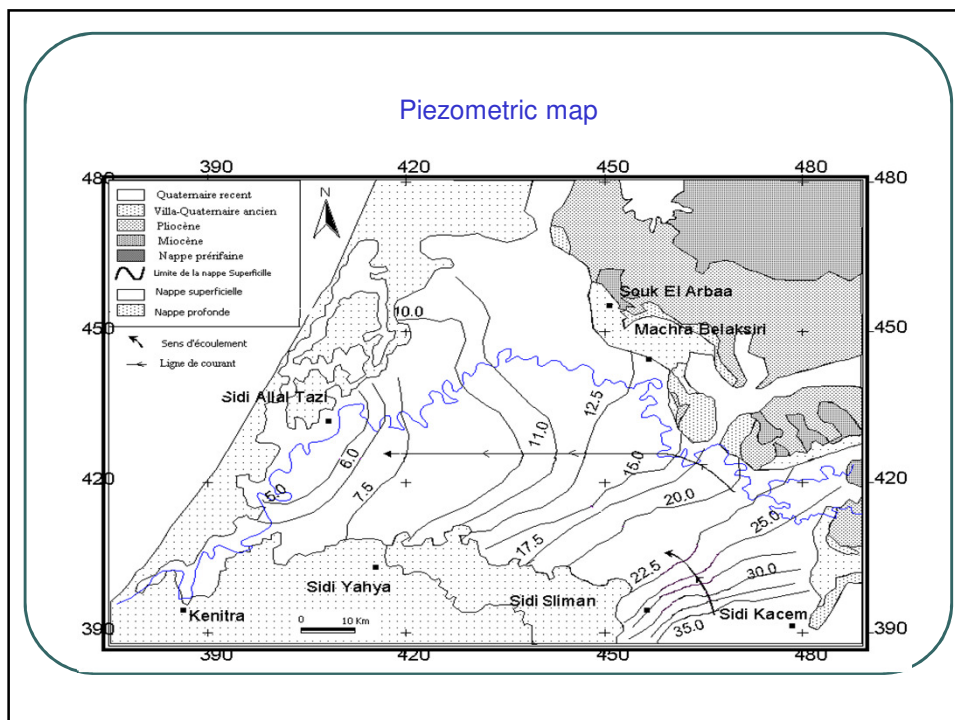 Piezometric map
390 420 450 480
480 480
N
Quaternaire recent
Villa-Quaternaire ancien
Pliocène
Miocène
Nappe prérifaine
Limite de la nappe Superficille
Nappe superficielle
Nappe profonde
Sens d'écoulement
Ligne de courant
Souk El Arbaa
10.0
450 450
Machra Belaksiri
Sidi Allal Tazi
12.5
11.0
6.0
15.0
420 420
5.0
7.5
20.0
25.0
17.5
22.5
30.0
Sidi Yahya
Sidi Sliman
Kenitra
Sidi Kacem
35.0
0 10 Km
390 390
390 420 450 480